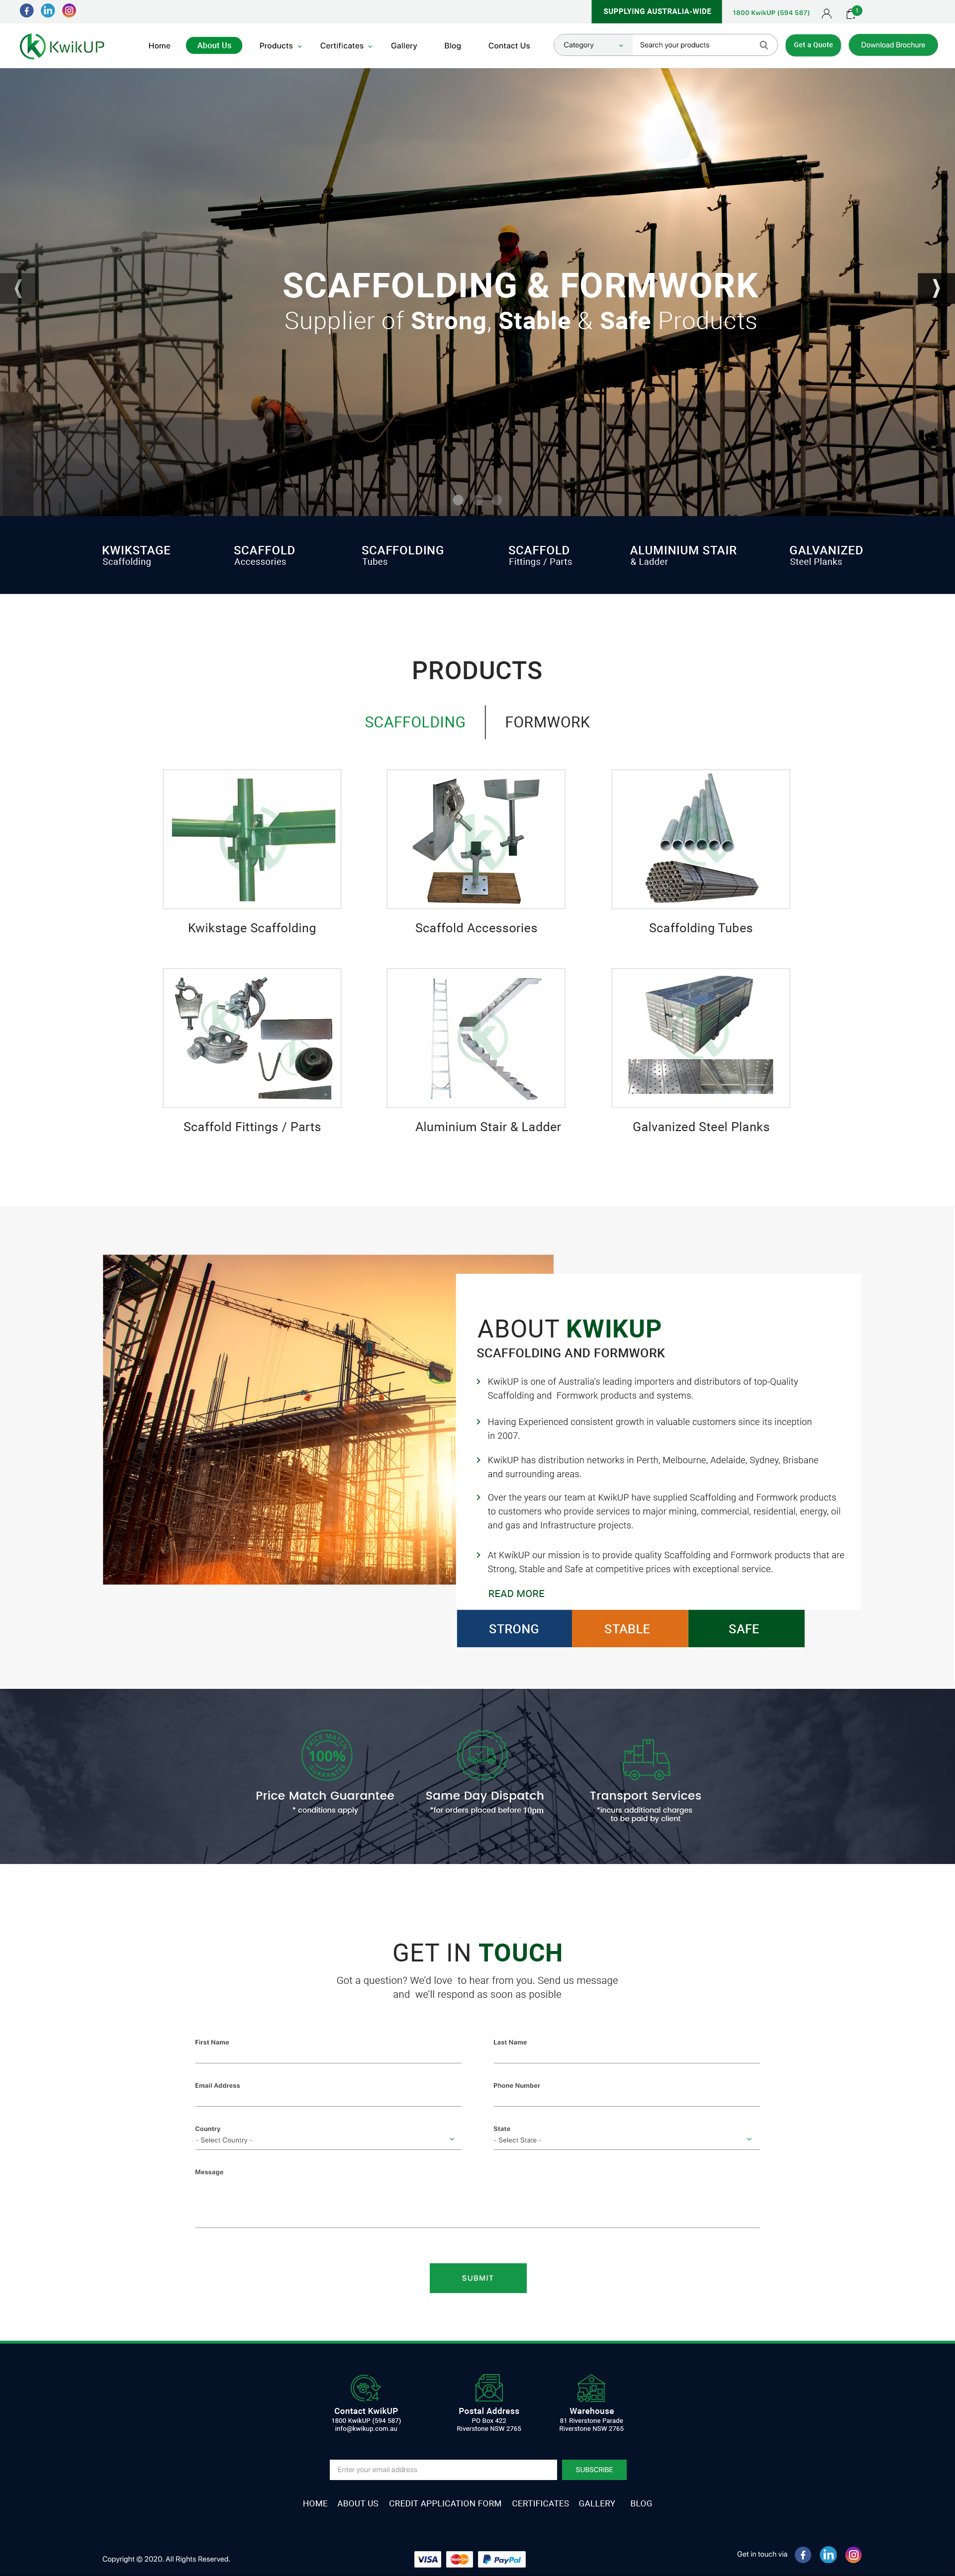 SUPPLYING AUSTRALIA-WIDE
1800 KwikUP (594 587)
1
KwikUP
Home
About Us
Products
Certificates
Gallery
Blog
Contact Us
Category
Search your products
Get a Quote
Download Brochure
SCAFFOLDING & FORMWORK
Supplier of Strong, Stable & Safe Products
KWIKSTAGE
Scaffolding
SCAFFOLD
Accessories
SCAFFOLDING
Tubes
SCAFFOLD
Fittings / Parts
ALUMINIUM STAIR
& Ladder
GALVANIZED
Steel Planks
PRODUCTS
SCAFFOLDING
FORMWORK
Kwikstage Scaffolding
Scaffold Accessories
Scaffolding Tubes
Scaffold Fittings / Parts
Aluminium Stair & Ladder
Galvanized Steel Planks
ABOUT KWIKUP
SCAFFOLDING AND FORMWORK
KwikUP is one of Australia's leading importers and distributors of top-Quality
Scaffolding and Formwork products and systems.
Having Experienced consistent growth in valuable customers since its inception
in 2007.
KwikUP has distribution networks in Perth, Melbourne, Adelaide, Sydney, Brisbane
and surrounding areas.
Over the years our team at KwikUP have supplied Scaffolding and Formwork products
to customers who provide services to major mining, commercial, residential, energy, oil
and gas and Infrastructure projects.
At KwikUP our mission is to provide quality Scaffolding and Formwork products that are
Strong, Stable and Safe at competitive prices with exceptional service.
READ MORE
STRONG
STABLE
SAFE
PRICE MATCH
100%
GUARANTEE
Price Match Guarantee
* conditions apply
Same Day Dispatch
*for orders placed before 10pm
Transport Services
*incurs additional charges
to be paid by client
GET IN TOUCH
Got a question? We'd love to hear from you. Send us message
and we'll respond as soon as posible
First Name
Last Name
Email Address
Phone Number
Country
- Select Country -
State
- Select State -
Message
SUBMIT
24
Contact KwikUP
1800 KwikUP (594 587)
info@kwikup.com.au
Postal Address
PO Box 422
Riverstone NSW 2765
Warehouse
81 Riverstone Parade
Riverstone NSW 2765
Enter your email address
SUBSCRIBE
HOME
ABOUT US
CREDIT APPLICATION FORM
CERTIFICATES
GALLERY
BLOG
Copyright © 2020. All Rights Reserved.
VISA
MasterCard
PayPal
Get in touch via